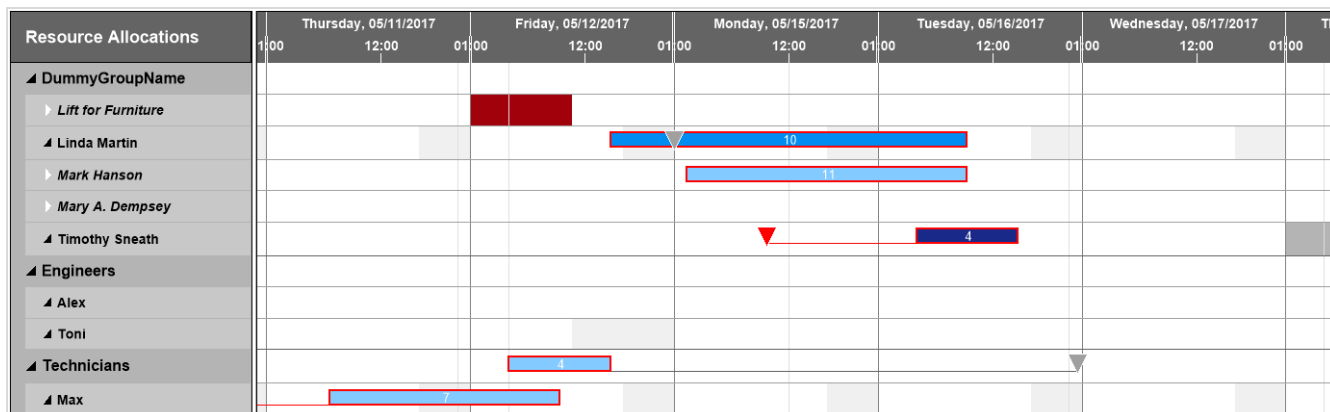 Resource Allocations
Thursday, 05/11/2017 Friday, 05/12/2017 Monday, 05/15/2017 Tuesday, 05/16/2017 Wednesday, 05/17/2017
12:00 01:00 12:00 01:00 12:00 01:00 12:00 01:00 12:00 01:00
DummyGroupName
Lift for Furniture
Linda Martin 10
Mark Hanson 11
Mary A. Dempsey
Timothy Sneath 4
Engineers
Alex
Toni
Technicians 4
Max 7